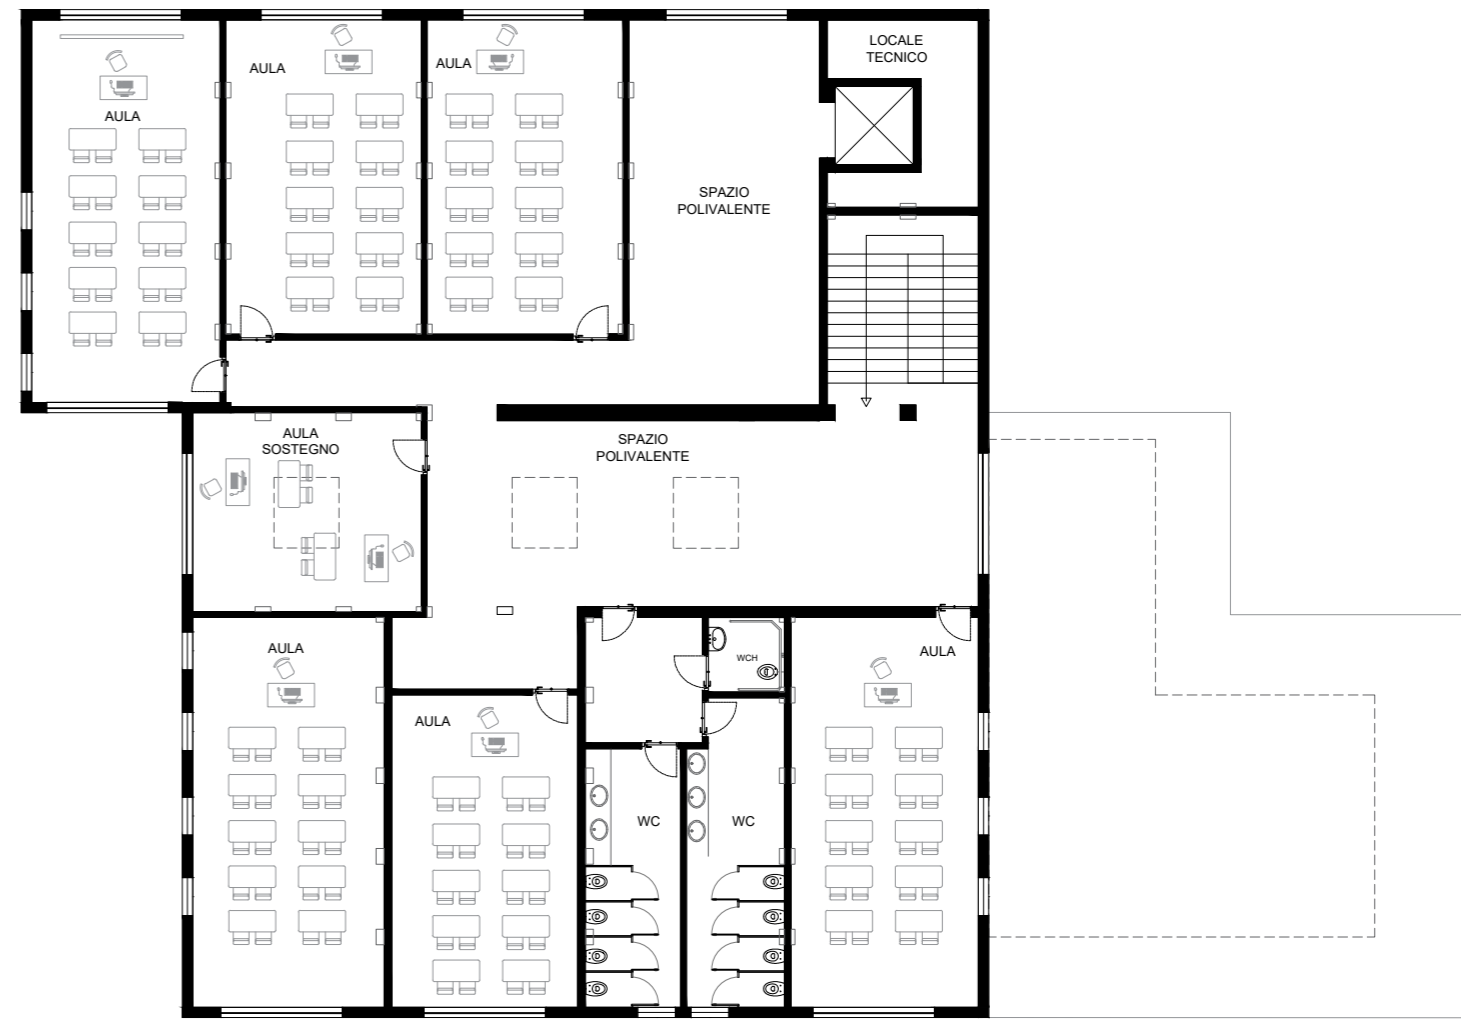 LOCALE
TECNICO
AULA
AULA
AULA
SPAZIO
POLIVALENTE
AULA
SOSTEGNO
SPAZIO
POLIVALENTE
AULA
WCH
AULA
AULA
WC
WC